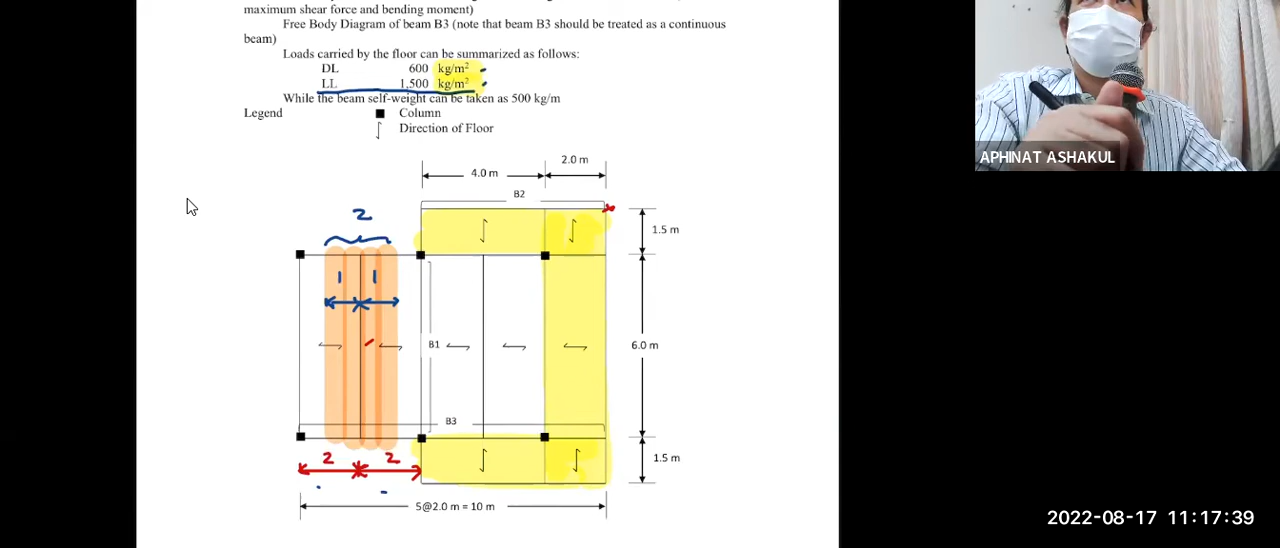 maximum shear force and bending moment)
Free Body Diagram of beam B3 (note that beam B3 should be treated as a continuous
beam)
Loads carried by the floor can be summarized as follows:
DL 600 kg/m²
LL 1,500 kg/m²
While the beam self-weight can be taken as 500 kg/m
Legend Column
Direction of Floor
APHINAT ASHAKUL
2.0 m
4.0 m
B2
2
1.5 m
1 1
B1
6.0 m
B3
2 2
1.5 m
5@2.0 m = 10 m
2022-08-17 11:17:39